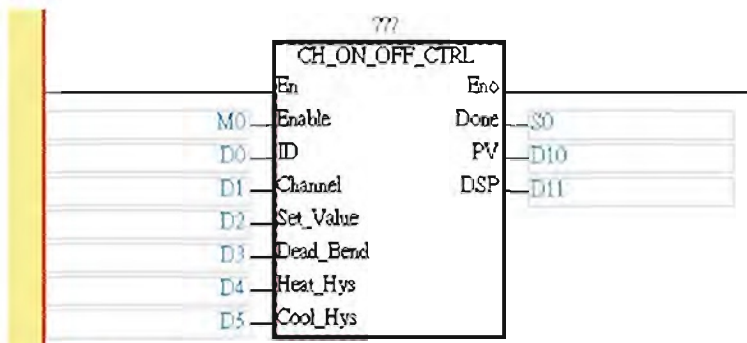 ???
CH_ON_OFF_CTRL
En Eno
M0 Enable Done S0
D0 ID PV D10
D1 Channel DSP D11
D2 Set_Value
D3 Dead_Bend
D4 Heat_Hys
D5 Cool_Hys